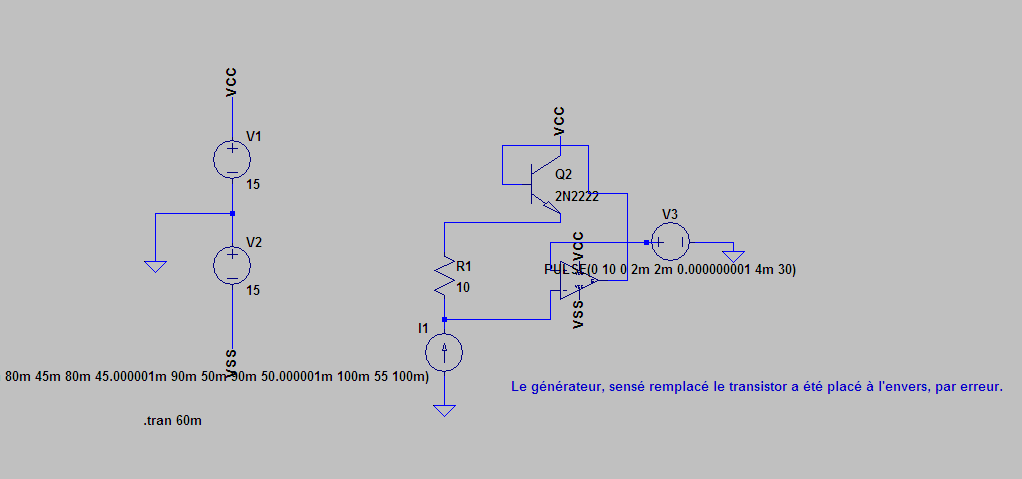 VCC
V1
15
V2
15
VSS
80m 45m 80m 45.000001m 90m 50m 90m 50.000001m 100m 55 100m)
.tran 60m
VCC
Q2
2N2222
R1
10
I1
VCC
V3
PULSE(0 10 0 2m 2m 0.000000001 4m 30)
VSS
Le générateur, sensé remplacé le transistor a été placé à l'envers, par erreur.